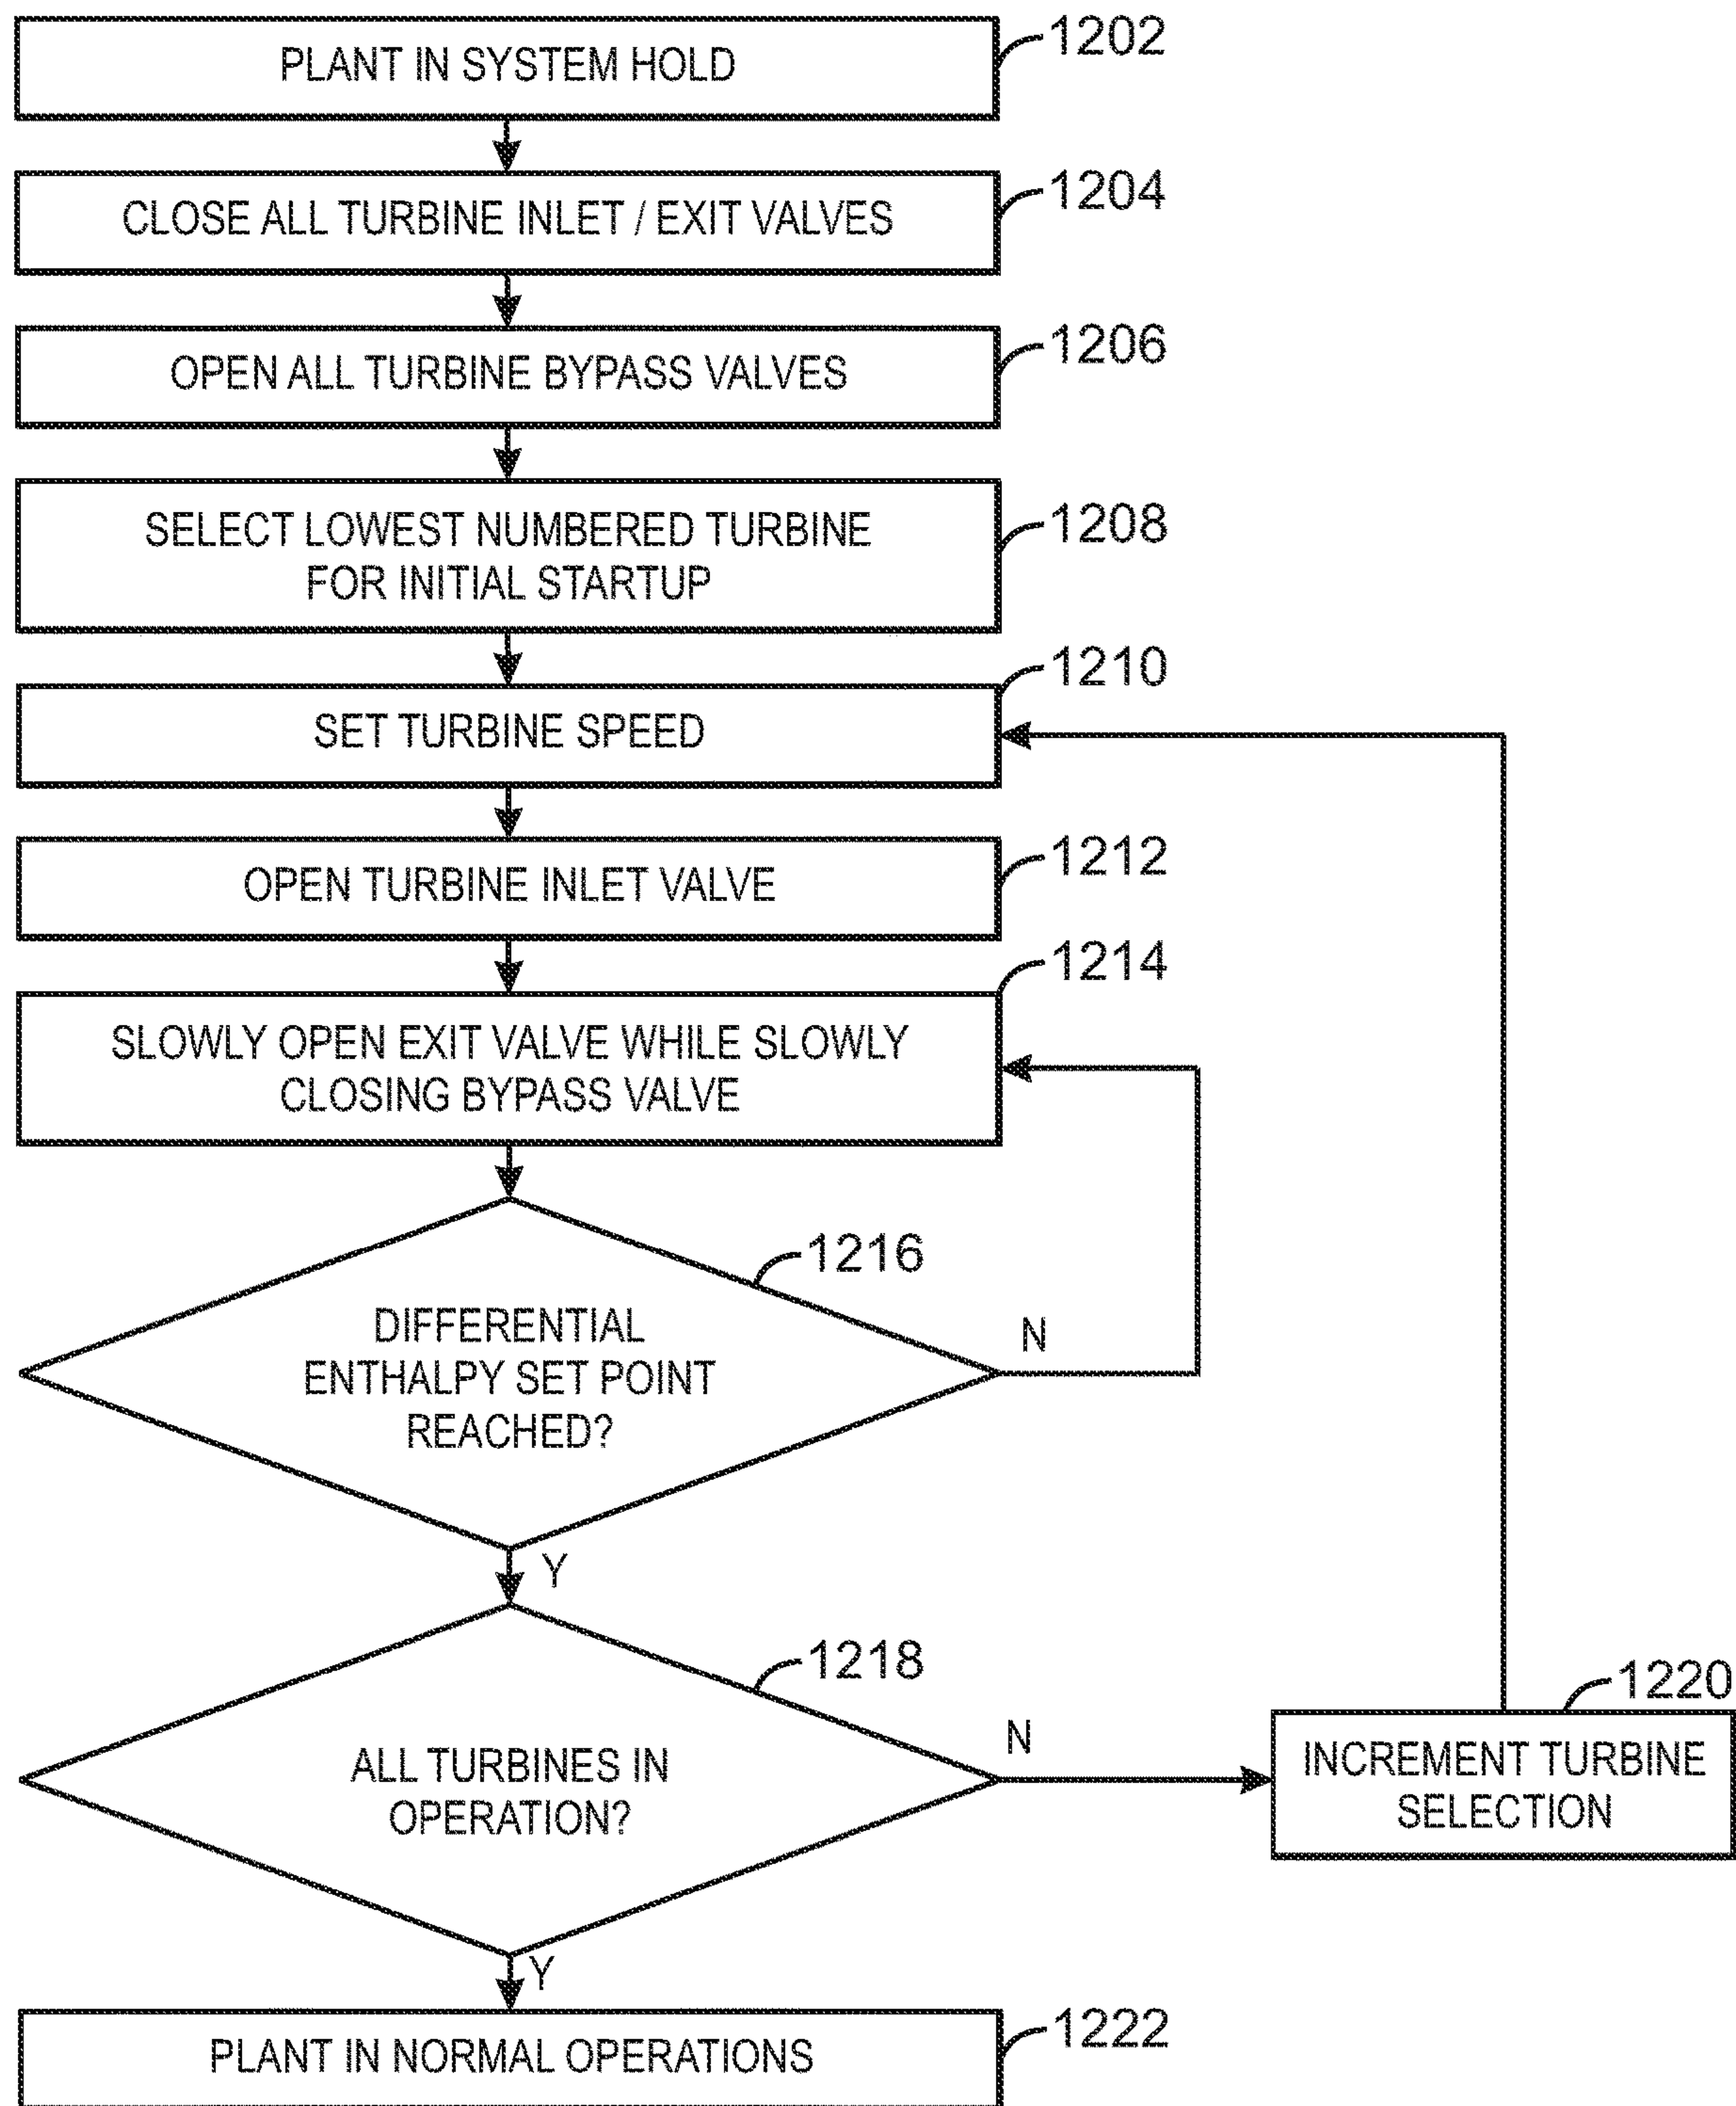 PLANT IN SYSTEM HOLD
1202
CLOSE ALL TURBINE INLET / EXIT VALVES
1204
OPEN ALL TURBINE BYPASS VALVES
1206
SELECT LOWEST NUMBERED TURBINE
FOR INITIAL STARTUP
1208
SET TURBINE SPEED
1210
OPEN TURBINE INLET VALVE
1212
SLOWLY OPEN EXIT VALVE WHILE SLOWLY
CLOSING BYPASS VALVE
1214
DIFFERENTIAL
ENTHALPY SET POINT
REACHED?
1216
N
Y
ALL TURBINES IN
OPERATION?
1218
N
INCREMENT TURBINE
SELECTION
1220
Y
PLANT IN NORMAL OPERATIONS
1222